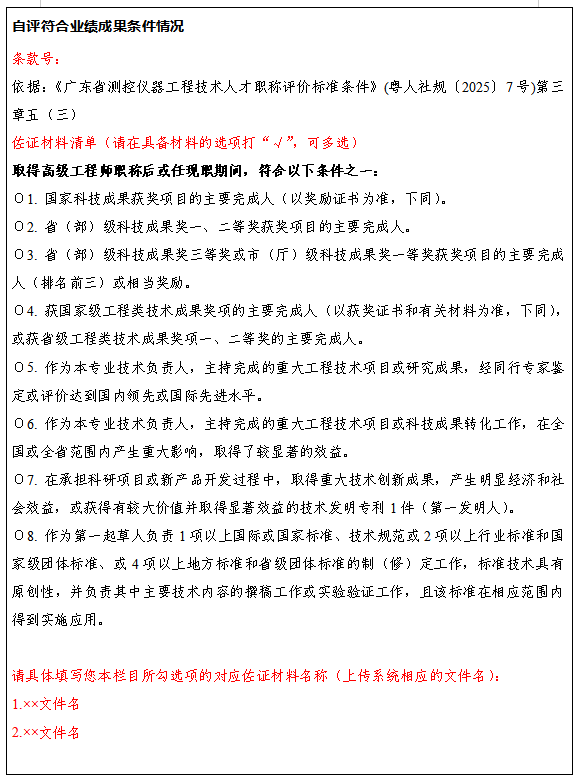 自评符合业绩成果条件情况
条款号：
依据：《广东省测控仪器工程技术人才职称评价标准条件》(粤人社规〔2025〕7号)第三
章五（三）
佐证材料清单（请在具备材料的选项打“√”，可多选）
取得高级工程师职称后或任现职期间，符合以下条件之一：
○1. 国家科技成果获奖项目的主要完成人（以奖励证书为准，下同）。
○2. 省（部）级科技成果奖一、二等奖获奖项目的主要完成人。
○3. 省（部）级科技成果奖三等奖或市（厅）级科技成果奖一等奖获奖项目的主要完成
人（排名前三）或相当奖励。
○4. 获国家级工程类技术成果奖项的主要完成人（以获奖证书和有关材料为准，下同），
或获省级工程类技术成果奖项一、二等奖的主要完成人。
○5. 作为本专业技术负责人，主持完成的重大工程技术项目或研究成果，经同行专家鉴
定或评价达到国内领先或国际先进水平。
○6. 作为本专业技术负责人，主持完成的重大工程技术项目或科技成果转化工作，在全
国或全省范围内产生重大影响，取得了较显著的效益。
○7. 在承担科研项目或新产品开发过程中，取得重大技术创新成果，产生明显经济和社
会效益，或获得有较大价值并取得显著效益的技术发明专利1件（第一发明人）。
○8. 作为第一起草人负责1项以上国际或国家标准、技术规范或2项以上行业标准和国
家级团体标准、或4项以上地方标准和省级团体标准的制（修）定工作，标准技术具有
原创性，并负责其中主要技术内容的撰稿工作或实验验证工作，且该标准在相应范围内
得到实施应用。
请具体填写您本栏目所勾选项的对应佐证材料名称（上传系统相应的文件名）：
1.××文件名
2.××文件名